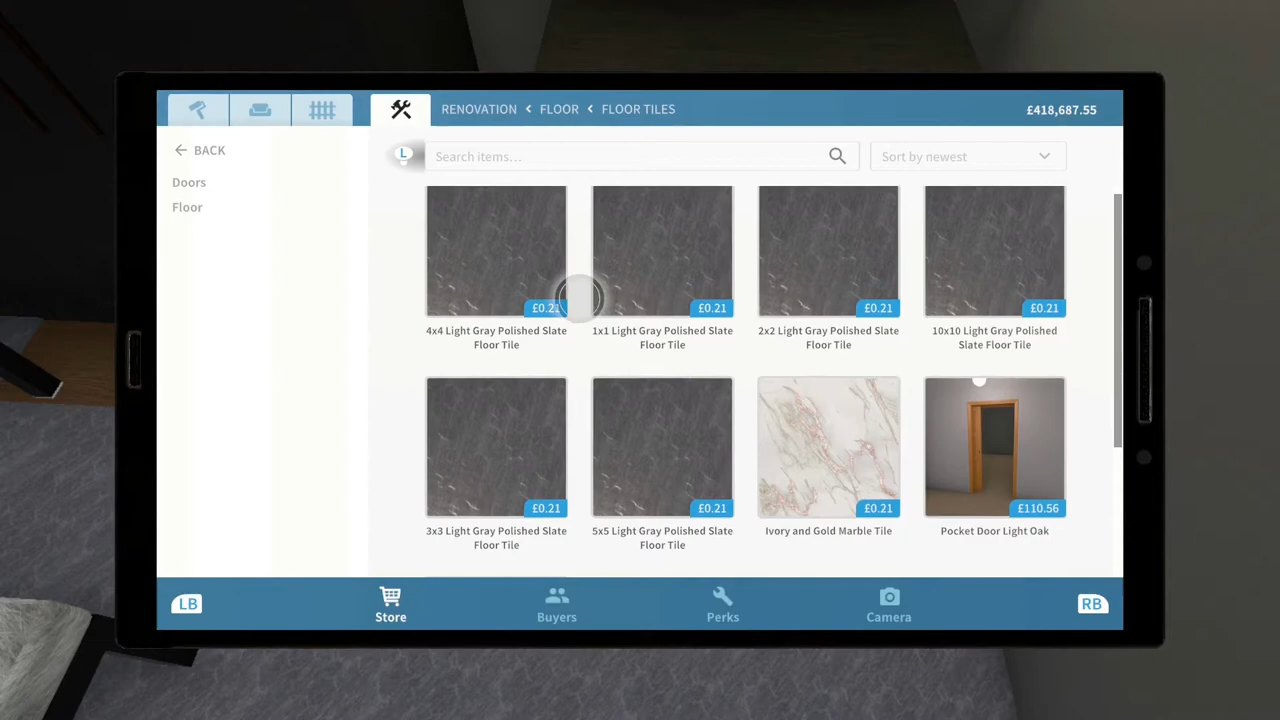 RENOVATION < FLOOR < FLOOR TILES
£418,687.55
BACK
Doors
Floor
L
Search items...
Sort by newest
£0.21
£0.21
£0.21
£0.21
4x4 Light Gray Polished Slate
Floor Tile
1x1 Light Gray Polished Slate
Floor Tile
2x2 Light Gray Polished Slate
Floor Tile
10x10 Light Gray Polished
Slate Floor Tile
£0.21
£0.21
£0.21
£110.56
3x3 Light Gray Polished Slate
Floor Tile
5x5 Light Gray Polished Slate
Floor Tile
Ivory and Gold Marble Tile
Pocket Door Light Oak
LB
Store
Buyers
Perks
Camera
RB